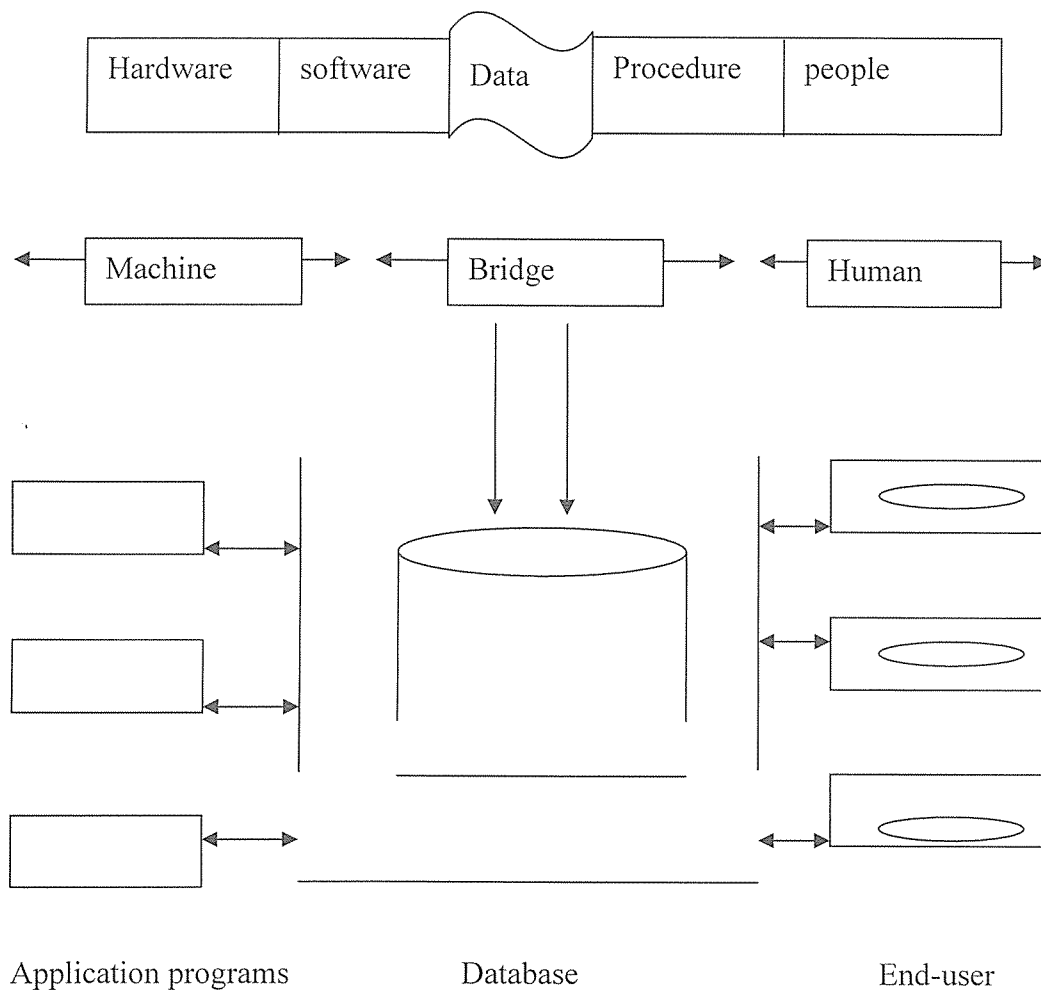 Hardware software Data Procedure people
Machine Bridge Human
Application programs Database End-user